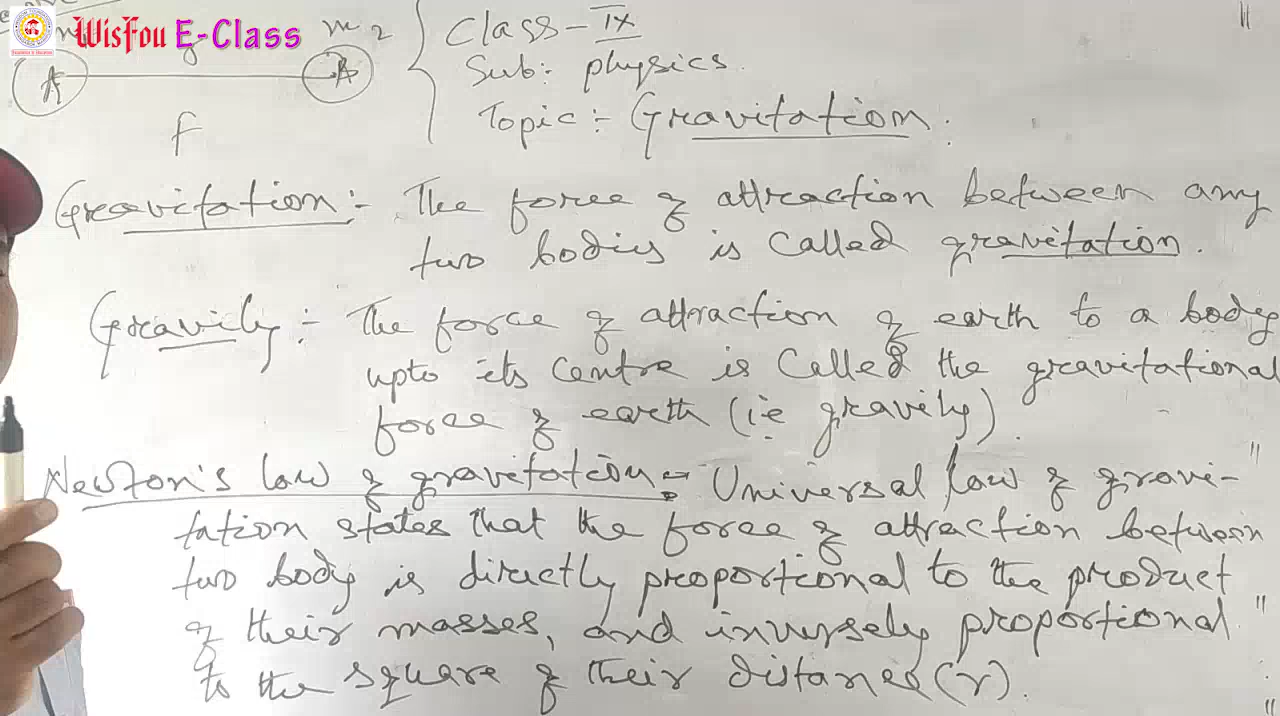 WisFou E-Class
m2
A
B
f
Class - IX
Sub: physics.
Topic :- Gravitation.
Gravitation :- The force of attraction between any
two bodies is called gravitation.
Gravity :- The force of attraction of earth to a body
upto its centre is called the gravitational
force of earth (i.e gravity).
Newton's law of gravitation :- Universal law of gravi-
tation states that the force of attraction between
two body is directly proportional to the product
of their masses, and inversely proportional
to the square of their distance (r).